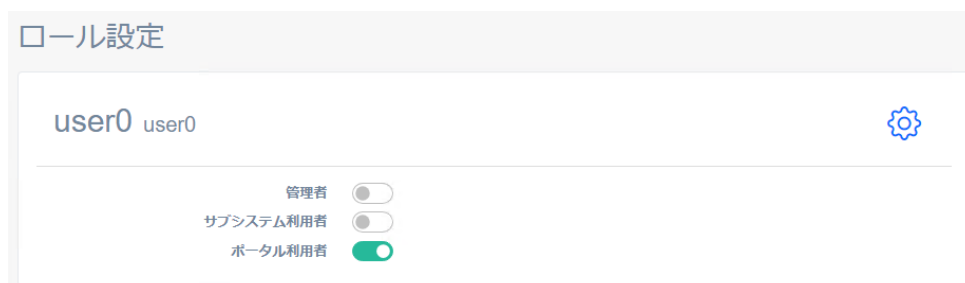 ロール設定
user0 user0
管理者
サブシステム利用者
ポータル利用者